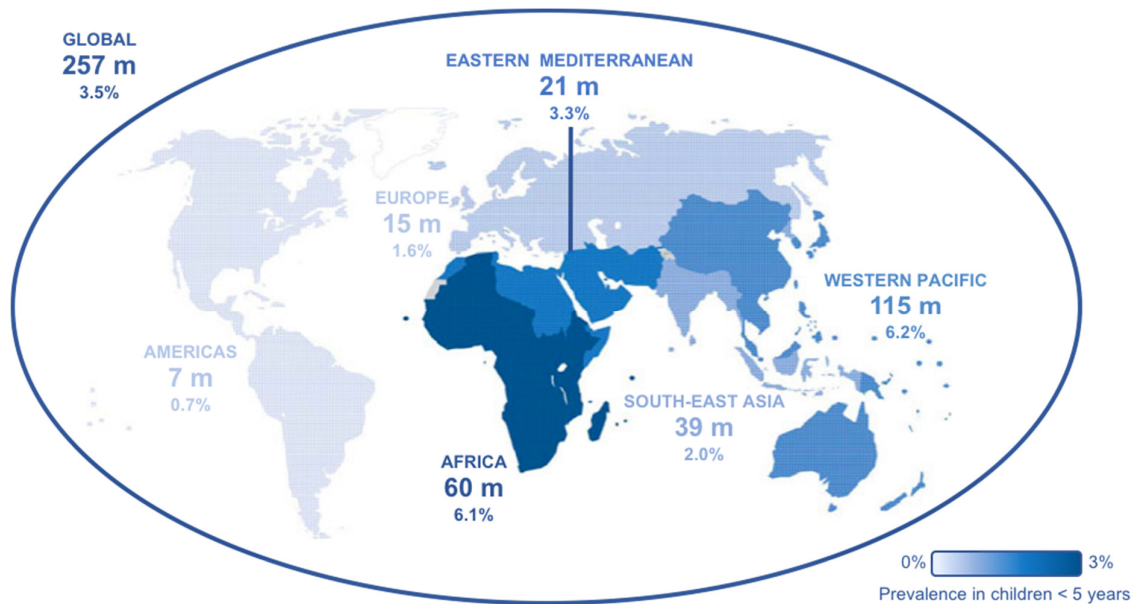 GLOBAL
257 m
3.5%
EASTERN MEDITERRANEAN
21 m
3.3%
EUROPE
15 m
1.6%
WESTERN PACIFIC
115 m
6.2%
AMERICAS
7 m
0.7%
SOUTH-EAST ASIA
39 m
2.0%
AFRICA
60 m
6.1%
0% 3%
Prevalence in children < 5 years